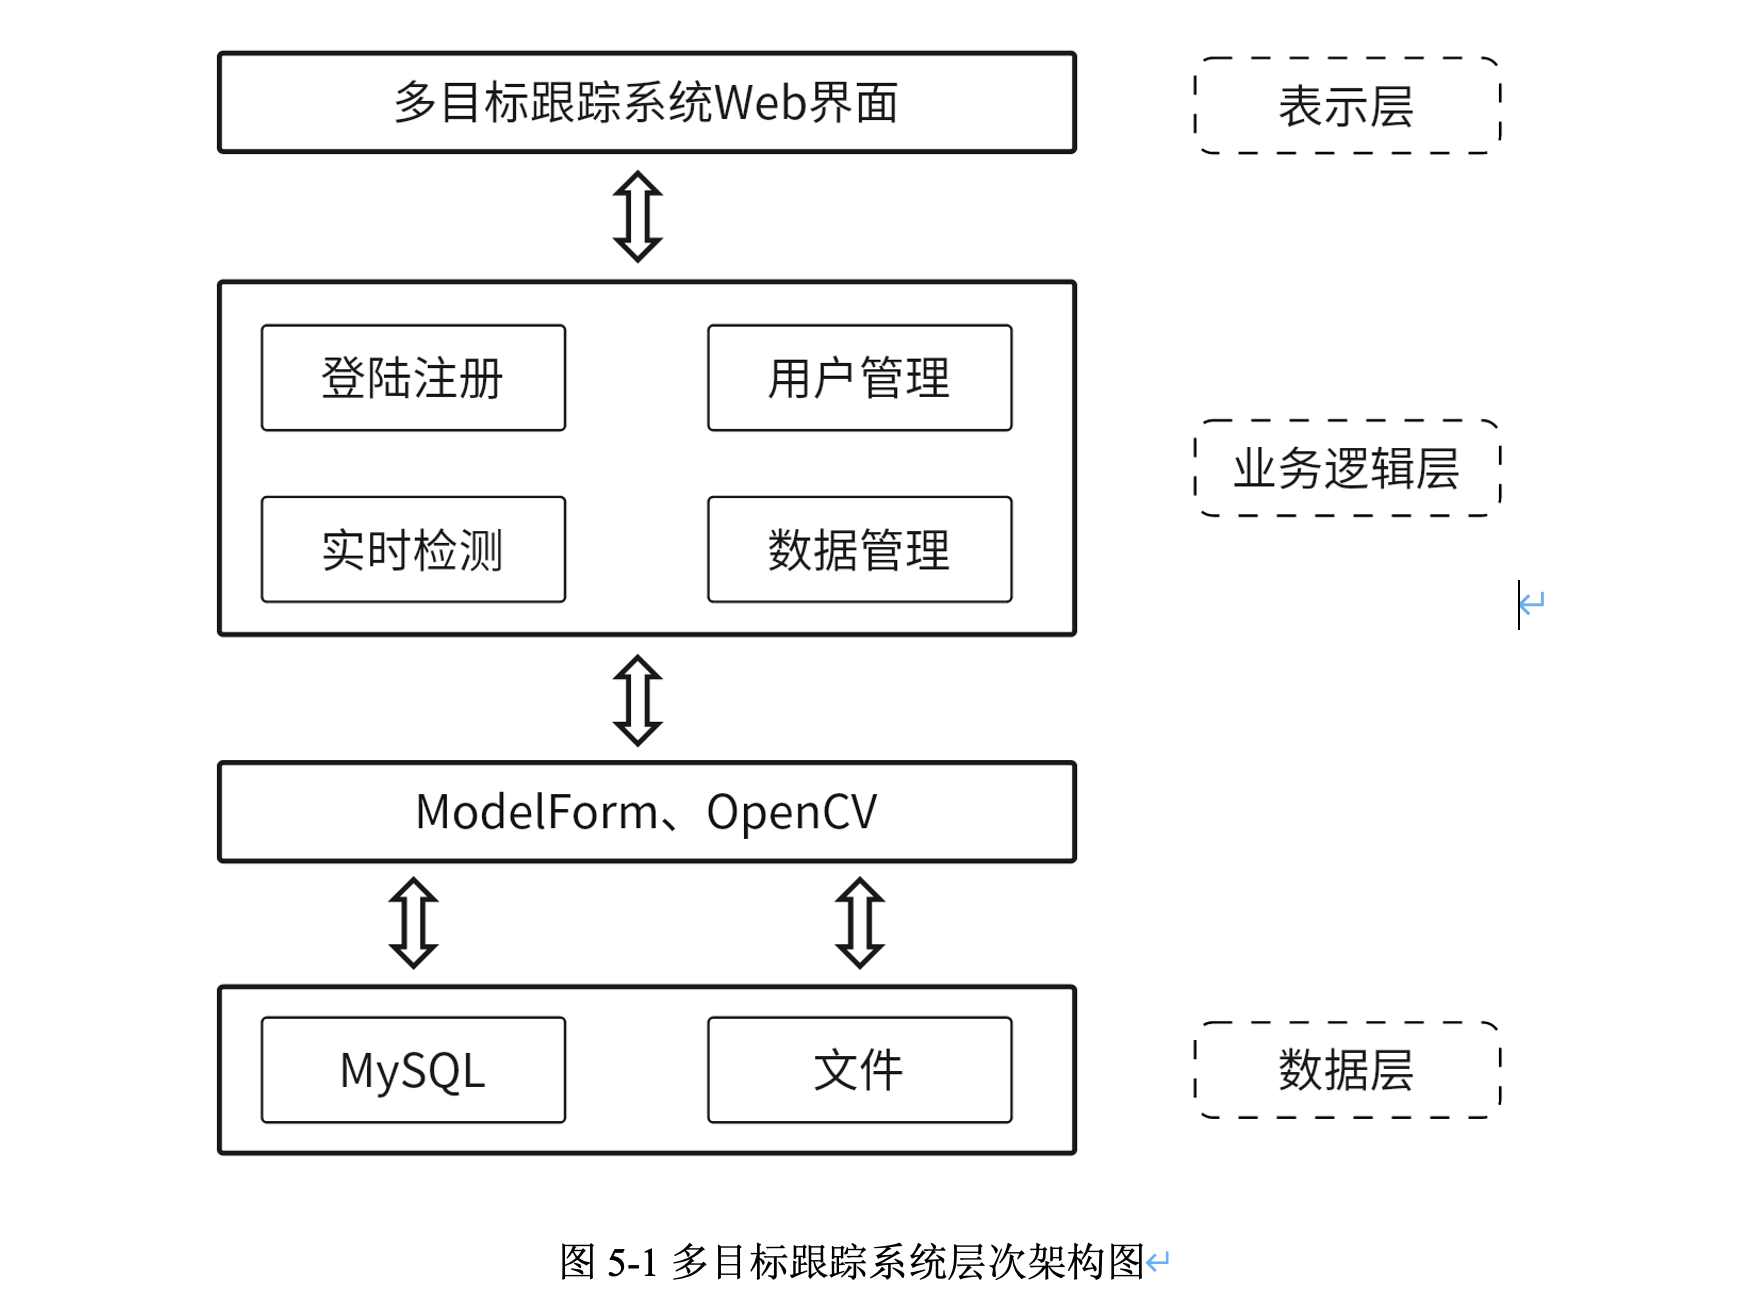 多目标跟踪系统Web界面
表示层
登陆注册
用户管理
业务逻辑层
实时检测
数据管理
ModelForm、OpenCV
MySQL
文件
数据层
图 5-1 多目标跟踪系统层次架构图